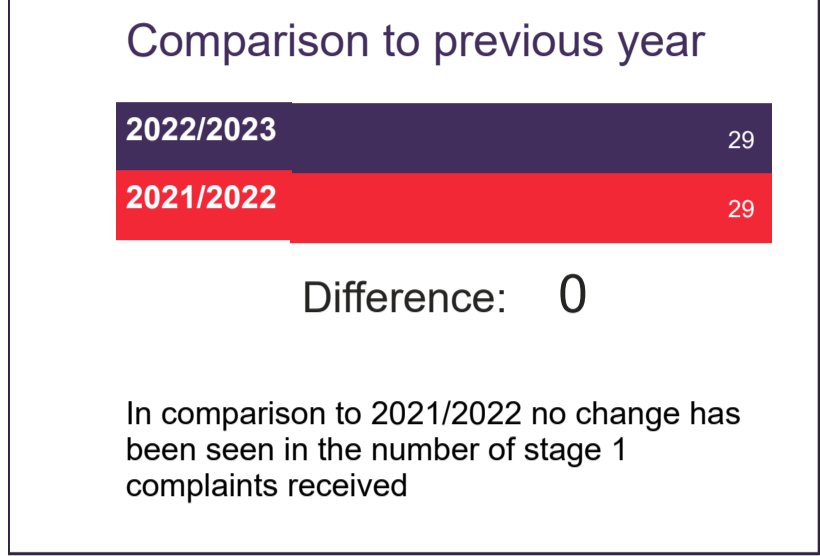 Comparison to previous year
2022/2023 29
2021/2022 29
Difference: 0
In comparison to 2021/2022 no change has
been seen in the number of stage 1
complaints received